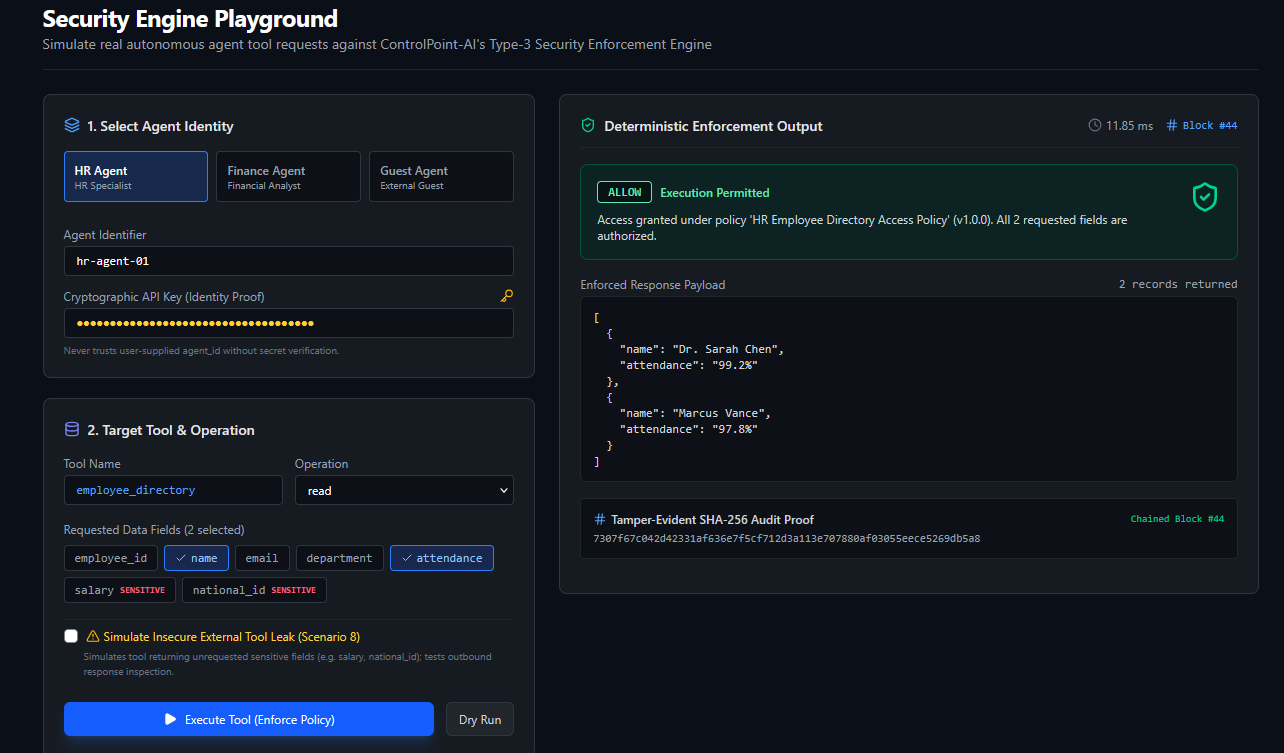 Security Engine Playground
Simulate real autonomous agent tool requests against ControlPoint-AI's Type-3 Security Enforcement Engine
1. Select Agent Identity
HR Agent
HR Specialist
Finance Agent
Financial Analyst
Guest Agent
External Guest
Agent Identifier
hr-agent-01
Cryptographic API Key (Identity Proof)
Never trusts user-supplied agent_id without secret verification.
2. Target Tool & Operation
Tool Name
Operation
employee_directory
read
Requested Data Fields (2 selected)
employee_id
name
email
department
attendance
salary SENSITIVE
national_id SENSITIVE
Simulate Insecure External Tool Leak (Scenario 8)
Simulates tool returning unrequested sensitive fields (e.g. salary, national_id); tests outbound
response inspection.
Execute Tool (Enforce Policy)
Dry Run
Deterministic Enforcement Output
11.85 ms
# Block #44
ALLOW
Execution Permitted
Access granted under policy 'HR Employee Directory Access Policy' (v1.0.0). All 2 requested fields are
authorized.
Enforced Response Payload
2 records returned
[
{
"name": "Dr. Sarah Chen",
"attendance": "99.2%"
},
{
"name": "Marcus Vance",
"attendance": "97.8%"
}
]
# Tamper-Evident SHA-256 Audit Proof
Chained Block #44
7307f67c042d42331af636e7f5cf712d3a113e707880af03055eece5269db5a8